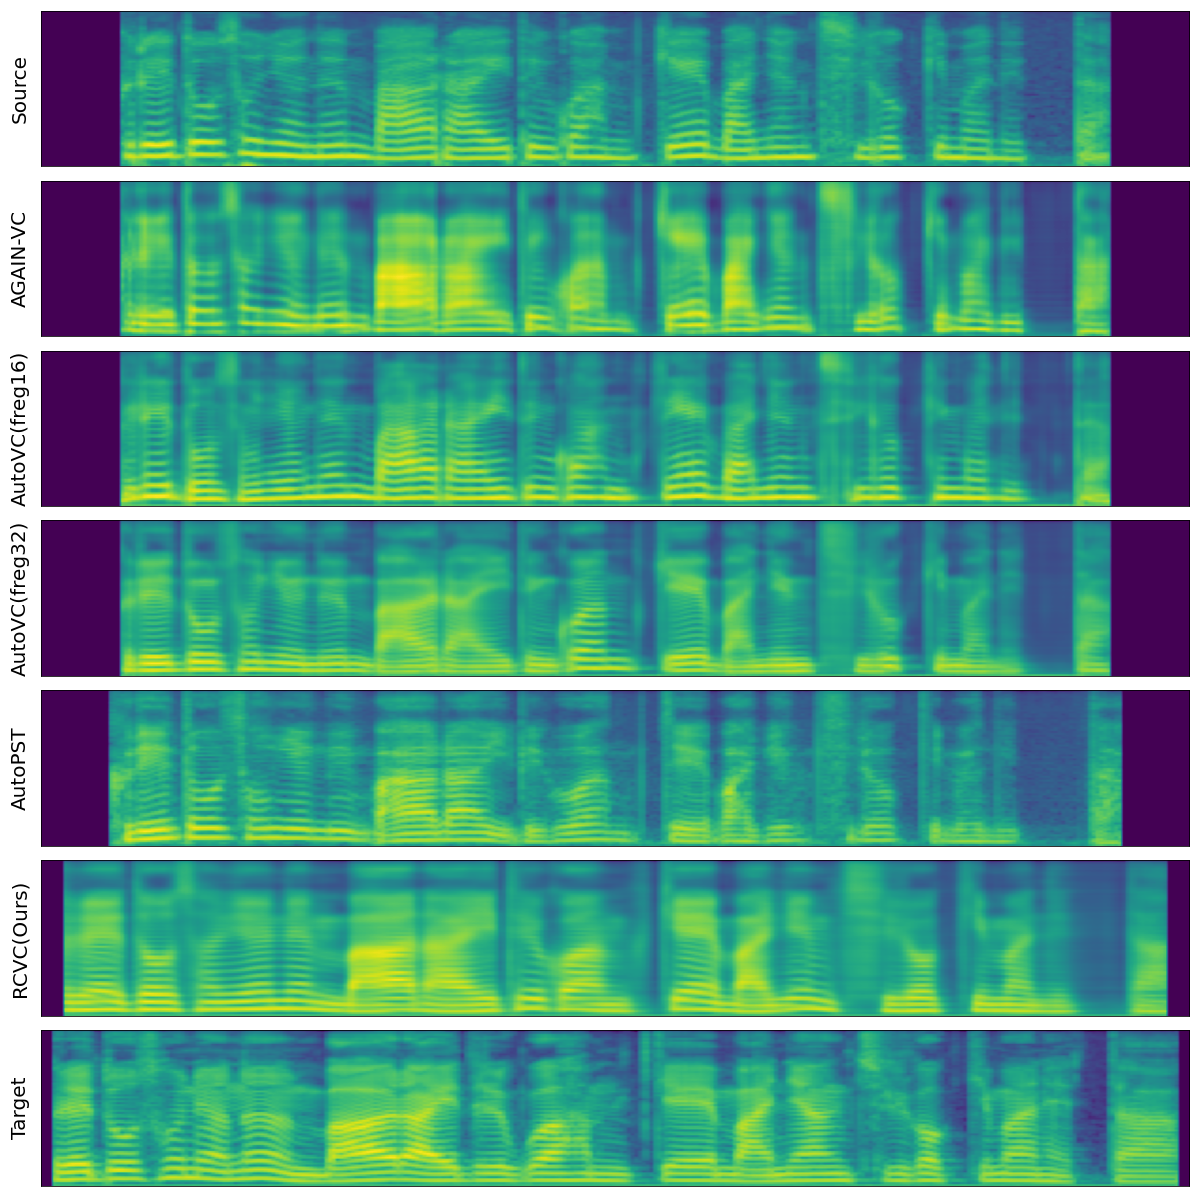 Source
AGAIN-VC
AutoVC(freg16)
AutoVC(freg32)
AutoPST
RCVC(Ours)
Target